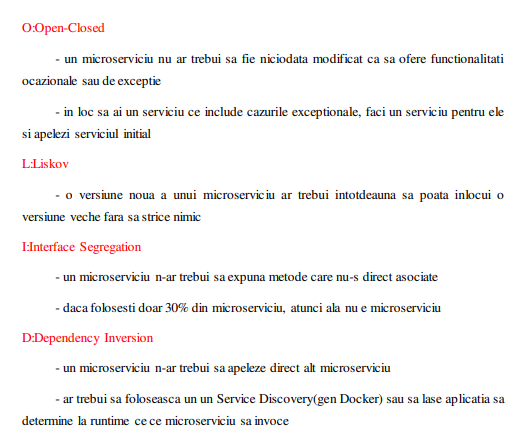 O:Open-Closed
- un microserviciu nu ar trebui sa fie niciodata modificat ca sa ofere functionalitati
ocazionale sau de exceptie
- in loc sa ai un serviciu ce include cazurile exceptionale, faci un serviciu pentru ele
si apelezi serviciul initial
L:Liskov
- o versiune noua a unui microserviciu ar trebui intotdeauna sa poata inlocui o
versiune veche fara sa strice nimic
I:Interface Segregation
- un microserviciu n-ar trebui sa expuna metode care nu-s direct asociate
- daca folosesti doar 30% din microserviciu, atunci ala nu e microserviciu
D:Dependency Inversion
- un microserviciu n-ar trebui sa apeleze direct alt microserviciu
- ar trebui sa foloseasca un un Service Discovery(gen Docker) sau sa lase aplicatia sa
determine la runtime ce ce microserviciu sa invoce